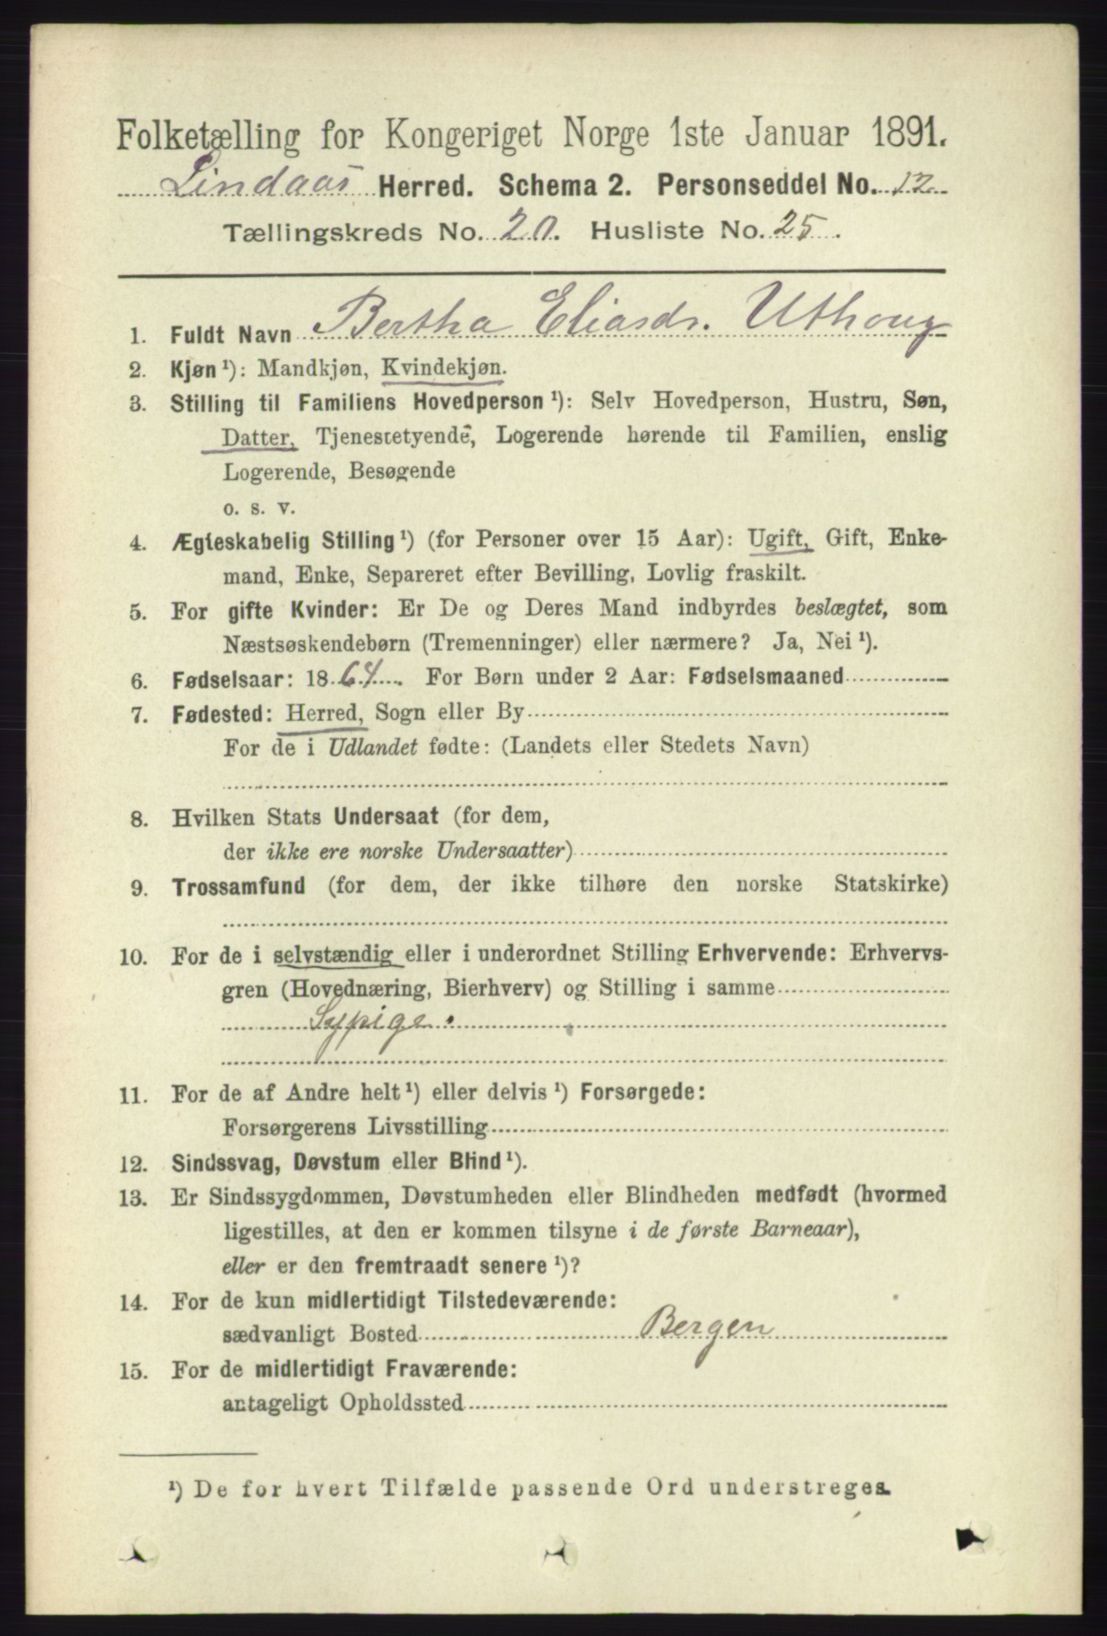 Folketælling for Kongeriget Norge 1ste Januar 1891.
Lindaas Herred. Schema 2. Personseddel No. 12
Tællingskreds No. 20. Husliste No. 25.
1. Fuldt Navn Bertha Eliasdr. Uthoug
2. Kjøn ¹): Mandkjøn, Kvindekjøn.
3. Stilling til Familiens Hovedperson ¹): Selv Hovedperson, Hustru, Søn,
Datter, Tjenestetyende, Logerende hørende til Familien, enslig
Logerende, Besøgende
o. s. v.
4. Ægteskabelig Stilling ¹) (for Personer over 15 Aar): Ugift, Gift, Enke-
mand, Enke, Separeret efter Bevilling, Lovlig fraskilt.
5. For gifte Kvinder: Er De og Deres Mand indbyrdes beslægtet, som
Næstsøskendebørn (Tremenninger) eller nærmere? Ja, Nei ¹).
6. Fødselsaar: 1864. For Børn under 2 Aar: Fødselsmaaned
7. Fødested: Herred, Sogn eller By
For de i Udlandet fødte: (Landets eller Stedets Navn)
8. Hvilken Stats Undersaat (for dem,
der ikke ere norske Undersaatter)
9. Trossamfund (for dem, der ikke tilhøre den norske Statskirke)
10. For de i selvstændig eller i underordnet Stilling Erhvervende: Erhvervs-
gren (Hovednæring, Bierhverv) og Stilling i samme
Sypige.
11. For de af Andre helt ¹) eller delvis ¹) Forsørgede:
Forsørgerens Livsstilling
12. Sindssvag, Døvstum eller Blind ¹).
13. Er Sindssygdommen, Døvstumheden eller Blindheden medfødt (hvormed
ligestilles, at den er kommen tilsyne i de første Barneaar),
eller er den fremtraadt senere ¹)?
14. For de kun midlertidigt Tilstedeværende:
sædvanligt Bosted Bergen
15. For de midlertidigt Fraværende:
antageligt Opholdssted
¹) De for hvert Tilfælde passende Ord understreges.